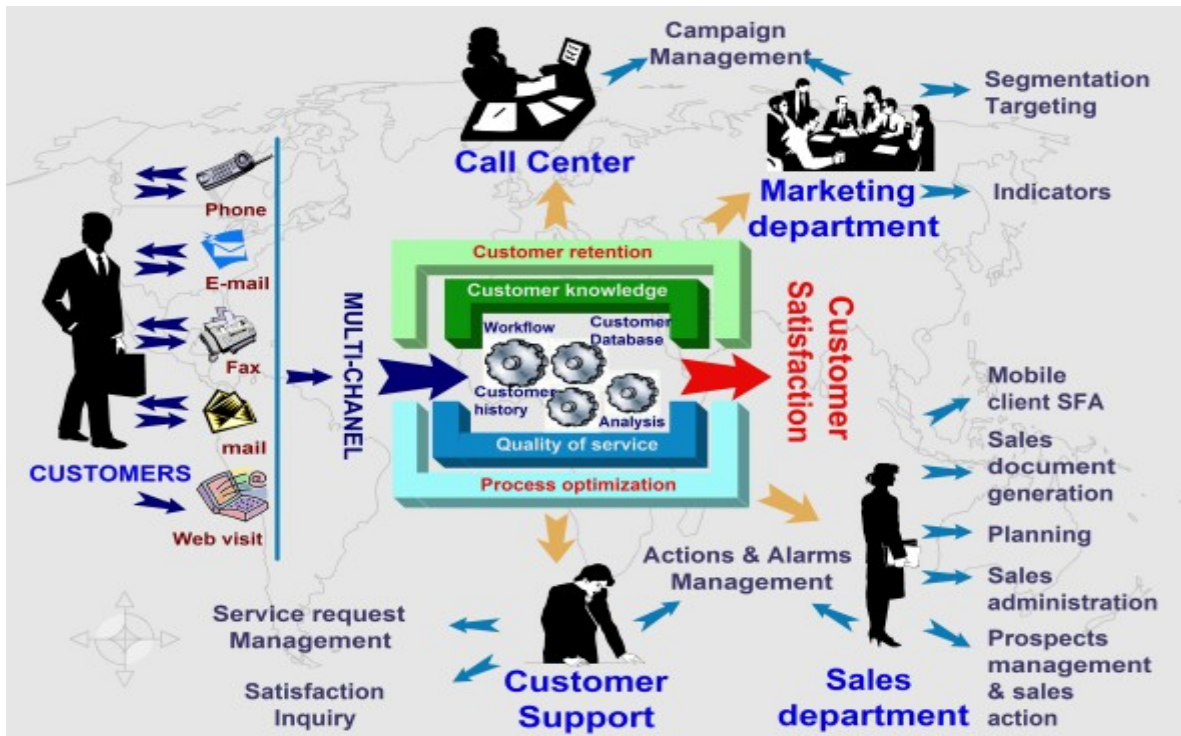 Campaign
Management
Segmentation
Targeting
Call Center
Marketing
department
Indicators
Phone
E-mail
Fax
mail
CUSTOMERS
@
Web visit
MULTI-CHANEL
Customer retention
Customer knowledge
Workflow
Customer
Database
Customer
history
Analysis
Quality of service
Process optimization
Customer
Satisfaction
Mobile
client SFA
Sales
document
generation
Planning
Sales
administration
Prospects
management
& sales
action
Actions & Alarms
Management
Service request
Management
Satisfaction
Inquiry
Customer
Support
Sales
department